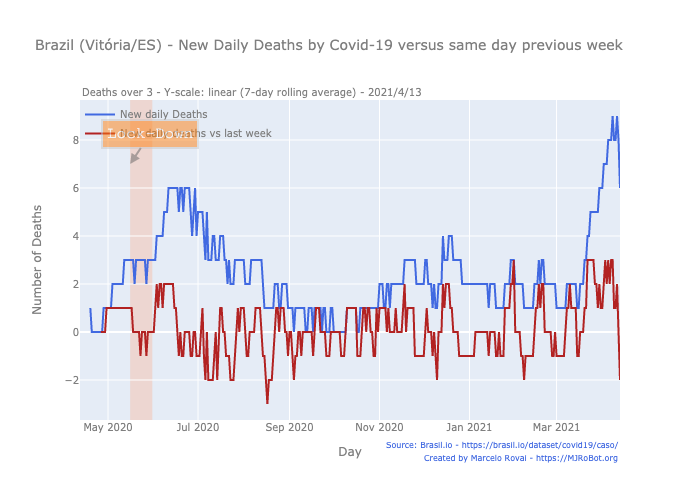 Brazil (Vitória/ES) - New Daily Deaths by Covid-19 versus same day previous week
Deaths over 3 - Y-scale: linear (7-day rolling average) - 2021/4/13
New daily Deaths
New daily Deaths vs last week
Lock Down
8
6
4
2
0
−2
Number of Deaths
May 2020 Jul 2020 Sep 2020 Nov 2020 Jan 2021 Mar 2021
Day
Source: Brasil.io - https://brasil.io/dataset/covid19/caso/
Created by Marcelo Rovai - https://MJRoBot.org